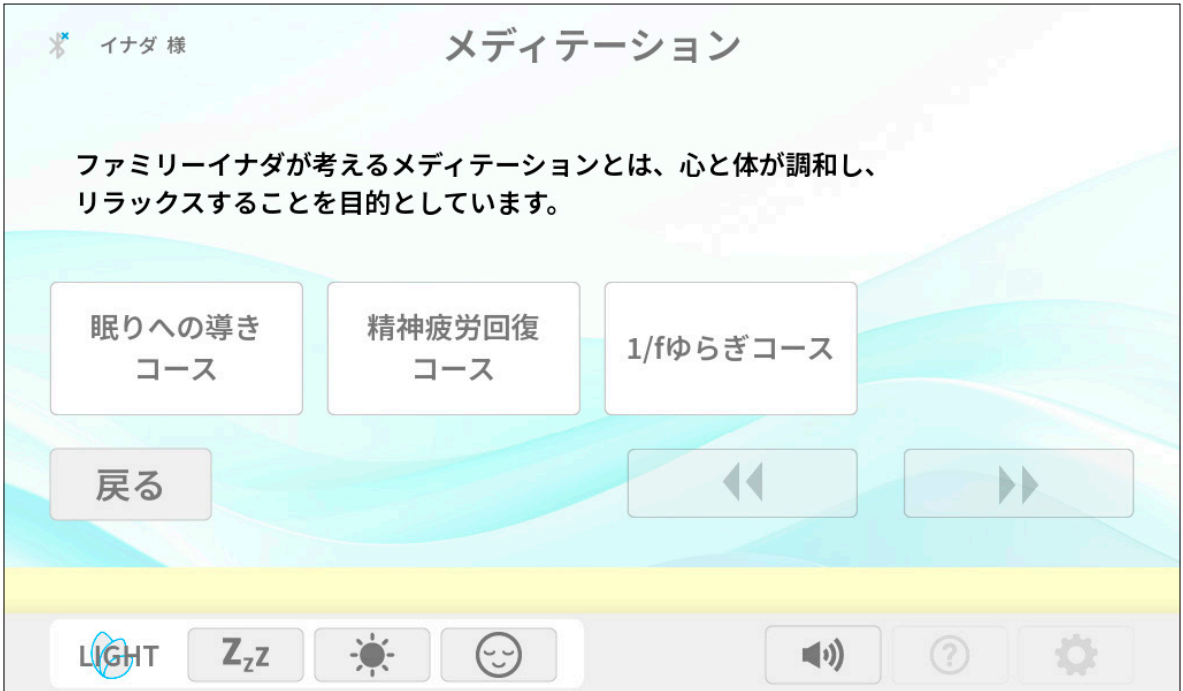 イナダ 様
メディテーション
ファミリーイナダが考えるメディテーションとは、心と体が調和し、
リラックスすることを目的としています。
眠りへの導き
コース
精神疲労回復
コース
1/fゆらぎコース
戻る
LIGHT
ZzZ
?